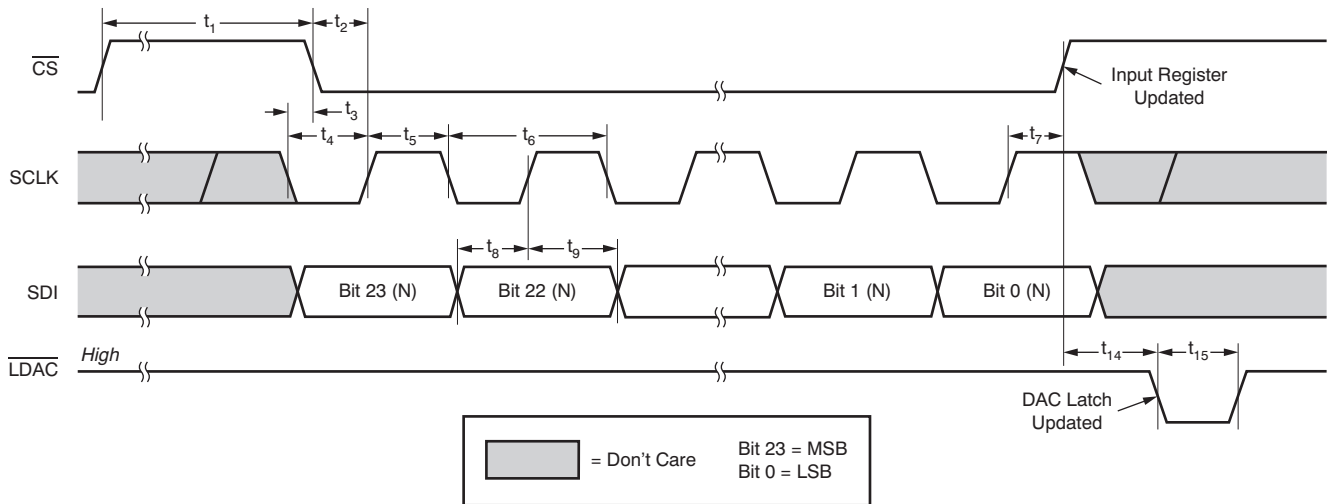 t1 t2
CS
Input Register
Updated
t3
t4 t5 t6 t7
SCLK
t8 t9
SDI Bit 23 (N) Bit 22 (N) Bit 1 (N) Bit 0 (N)
LDAC High
t14 t15
DAC Latch
Updated
= Don't Care
Bit 23 = MSB
Bit 0 = LSB